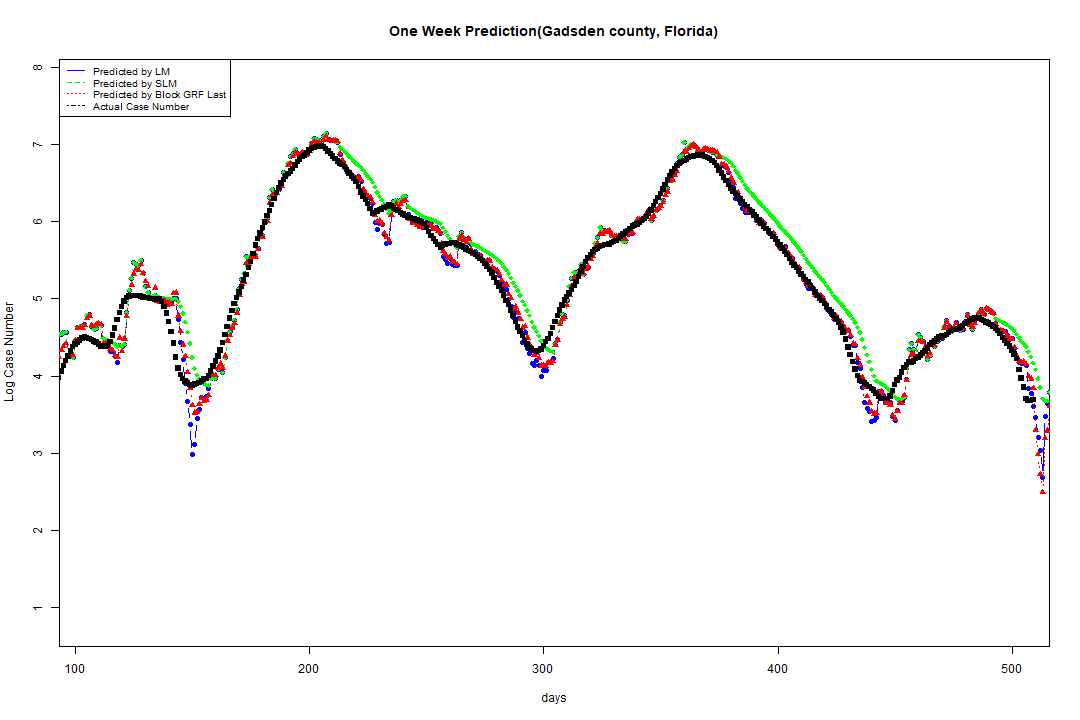 One Week Prediction(Gadsden county, Florida)
Predicted by LM
Predicted by SLM
Predicted by Block GRF Last
Actual Case Number
8
7
6
5
4
3
2
1
Log Case Number
100 200 300 400 500
days